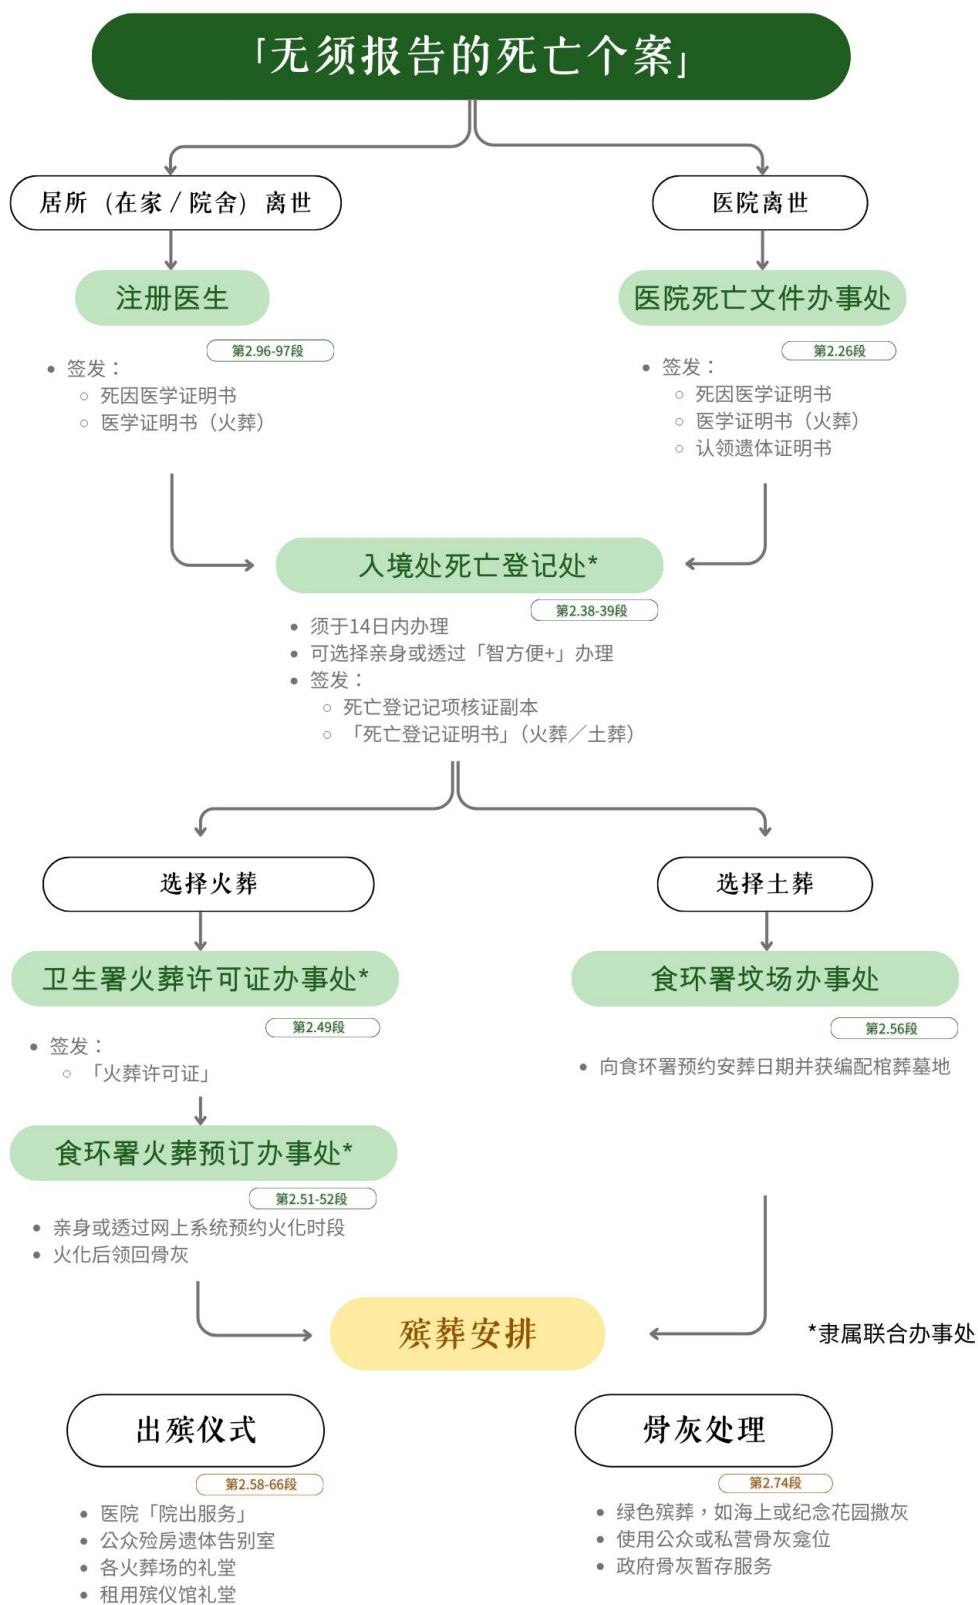 「无须报告的死亡个案」
居所（在家／院舍）离世
医院离世
注册医生
医院死亡文件办事处
第2.96-97段
• 签发：
◦ 死因医学证明书
◦ 医学证明书（火葬）
第2.26段
• 签发：
◦ 死因医学证明书
◦ 医学证明书（火葬）
◦ 认领遗体证明书
入境处死亡登记处*
第2.38-39段
• 须于14日内办理
• 可选择亲身或透过「智方便+」办理
• 签发：
◦ 死亡登记记项核证副本
◦ 「死亡登记证明书」（火葬／土葬）
选择火葬
选择土葬
卫生署火葬许可证办事处*
食环署坟场办事处
第2.49段
• 签发：
◦ 「火葬许可证」
第2.56段
• 向食环署预约安葬日期并获编配棺葬墓地
食环署火葬预订办事处*
第2.51-52段
• 亲身或透过网上系统预约火化时段
• 火化后领回骨灰
殡葬安排
*隶属联合办事处
出殡仪式
骨灰处理
第2.58-66段
• 医院「院出服务」
• 公众殓房遗体告别室
• 各火葬场的礼堂
• 租用殡仪馆礼堂
第2.74段
• 绿色殡葬，如海上或纪念花园撒灰
• 使用公众或私营骨灰龛位
• 政府骨灰暂存服务